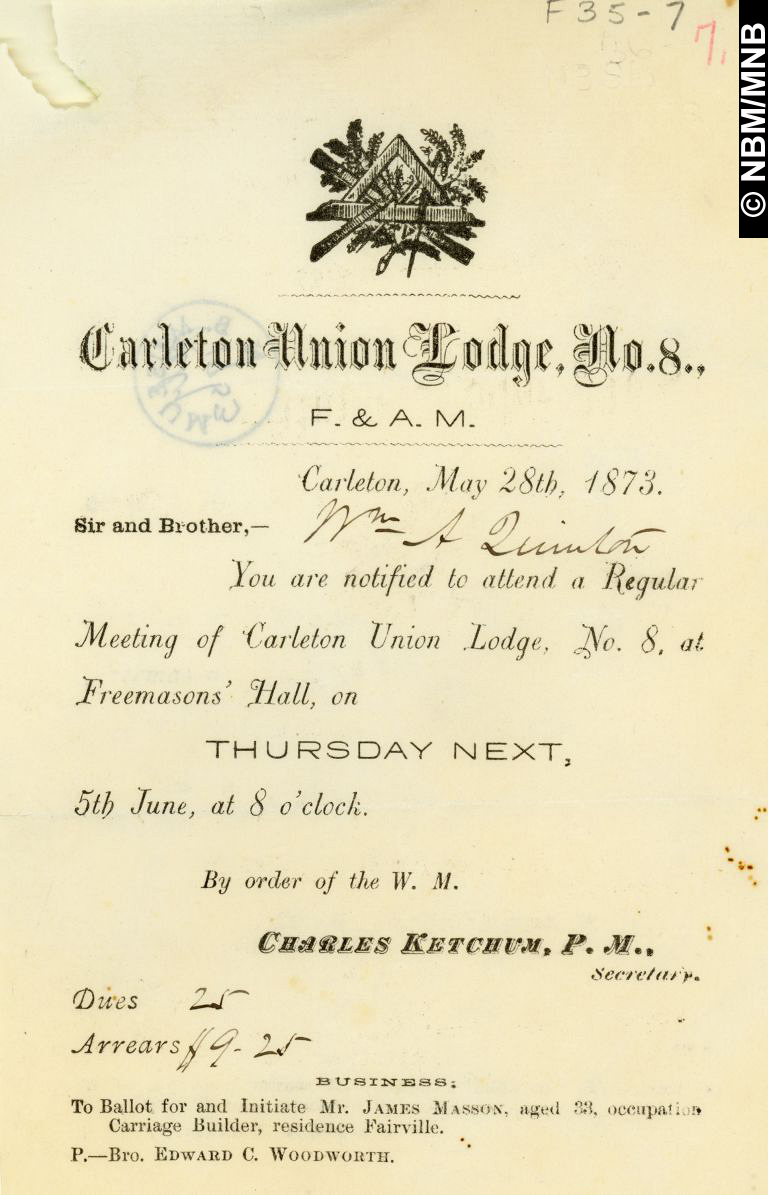 F35-7
7.
© NBM/MNB
Carleton Union Lodge, No. 8.,
F. & A. M.
Carleton, May 28th, 1873.
Sir and Brother,— Wm A Quinton
You are notified to attend a Regular
Meeting of Carleton Union Lodge, No. 8, at
Freemasons' Hall, on
THURSDAY NEXT,
5th June, at 8 o'clock.
By order of the W. M.
CHARLES KETCHUM, P. M.,
Secretary.
Dues 25
Arrears $9-25
BUSINESS:
To Ballot for and Initiate Mr. JAMES MASSON, aged 33, occupation
Carriage Builder, residence Fairville.
P.—Bro. EDWARD C. WOODWORTH.